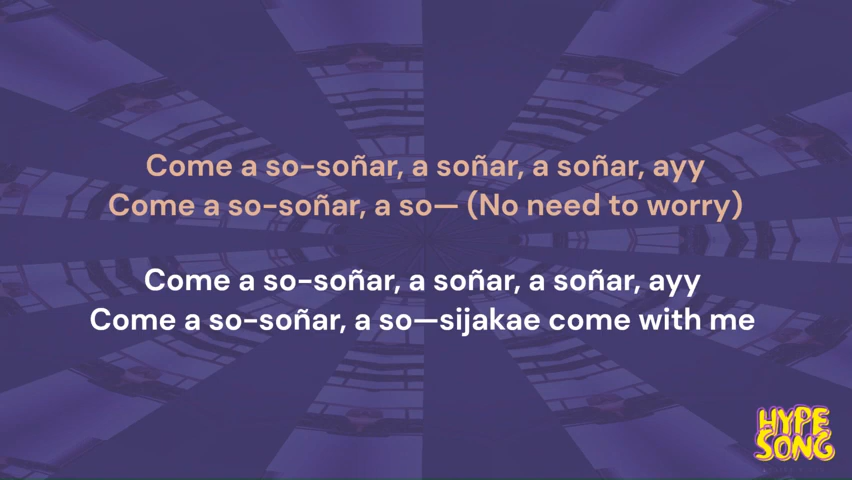 Come a so-soñar, a soñar, a soñar, ayy
Come a so-soñar, a so— (No need to worry)
Come a so-soñar, a soñar, a soñar, ayy
Come a so-soñar, a so—sijakae come with me
HYPE
SONG